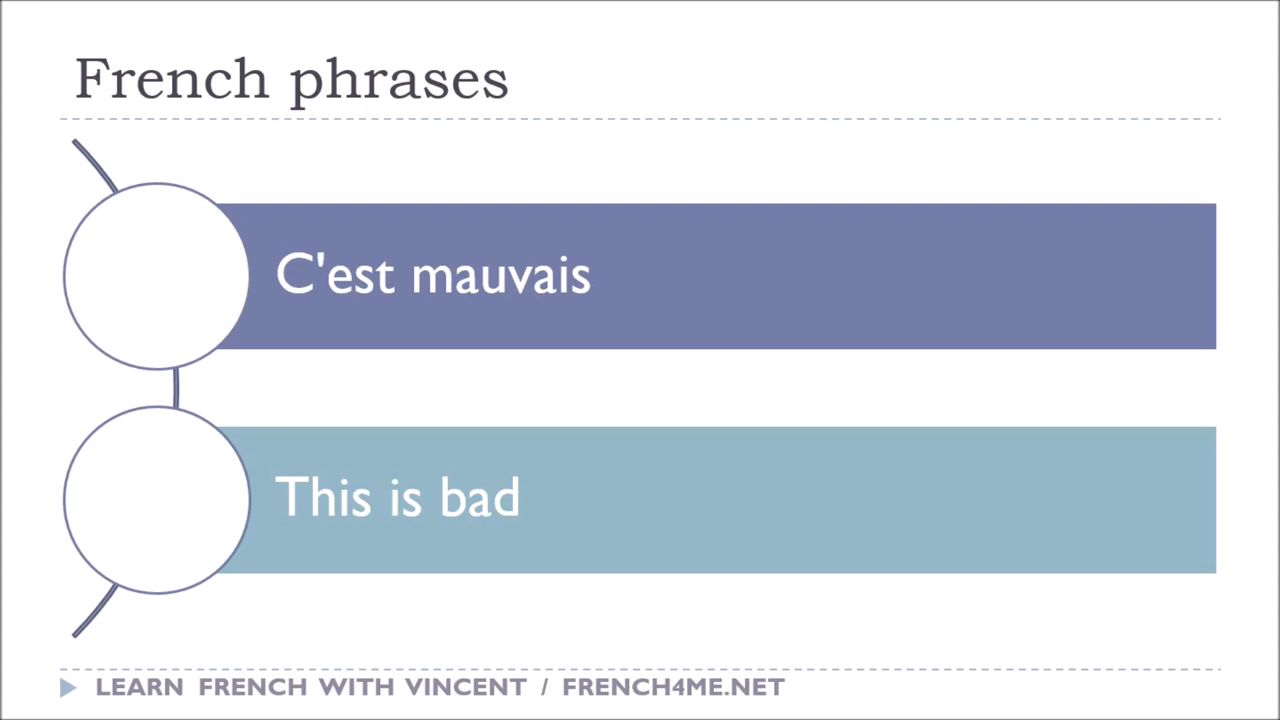 French phrases
C'est mauvais
This is bad
LEARN FRENCH WITH VINCENT / FRENCH4ME.NET